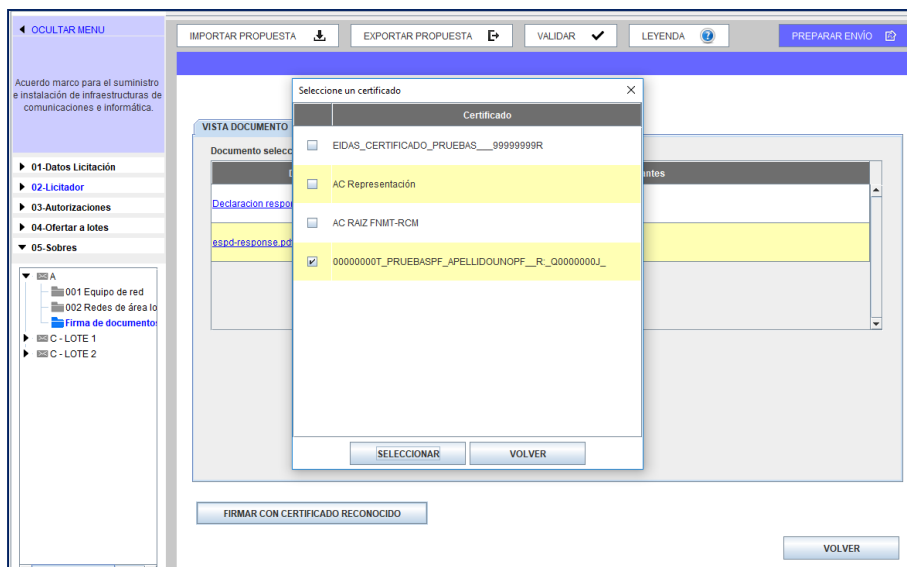 OCULTAR MENU
Acuerdo marco para el suministro
e instalación de infraestructuras de
comunicaciones e informática.
01-Datos Licitación
02-Licitador
03-Autorizaciones
04-Ofertar a lotes
05-Sobres
A
001 Equipo de red
002 Redes de área lo
Firma de documentos
C - LOTE 1
C - LOTE 2
IMPORTAR PROPUESTA
EXPORTAR PROPUESTA
VALIDAR
LEYENDA
PREPARAR ENVÍO
VISTA DOCUMENTO
Documento selecc
antes
Declaracion respon
espd-response.pd
Seleccione un certificado
Certificado
EIDAS_CERTIFICADO_PRUEBAS___99999999R
AC Representación
AC RAIZ FNMT-RCM
00000000T_PRUEBASPF_APELLIDOUNOPF__R:_Q0000000J_
SELECCIONAR
VOLVER
FIRMAR CON CERTIFICADO RECONOCIDO
VOLVER